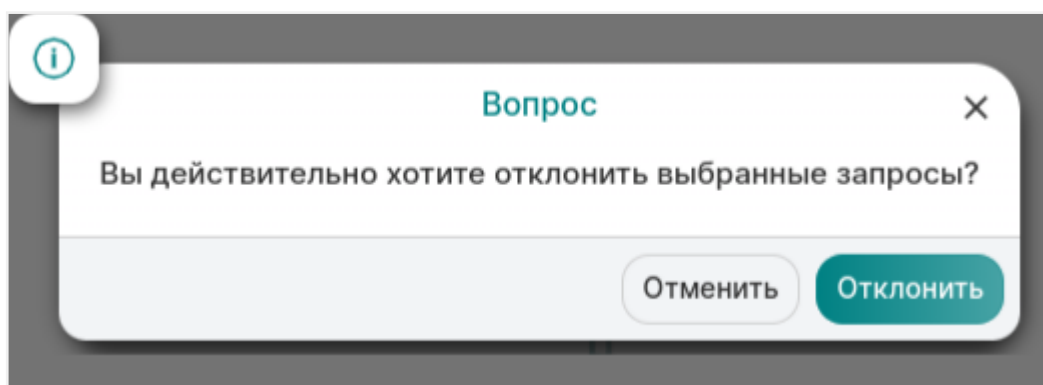 Вопрос
Вы действительно хотите отклонить выбранные запросы?
Отменить
Отклонить